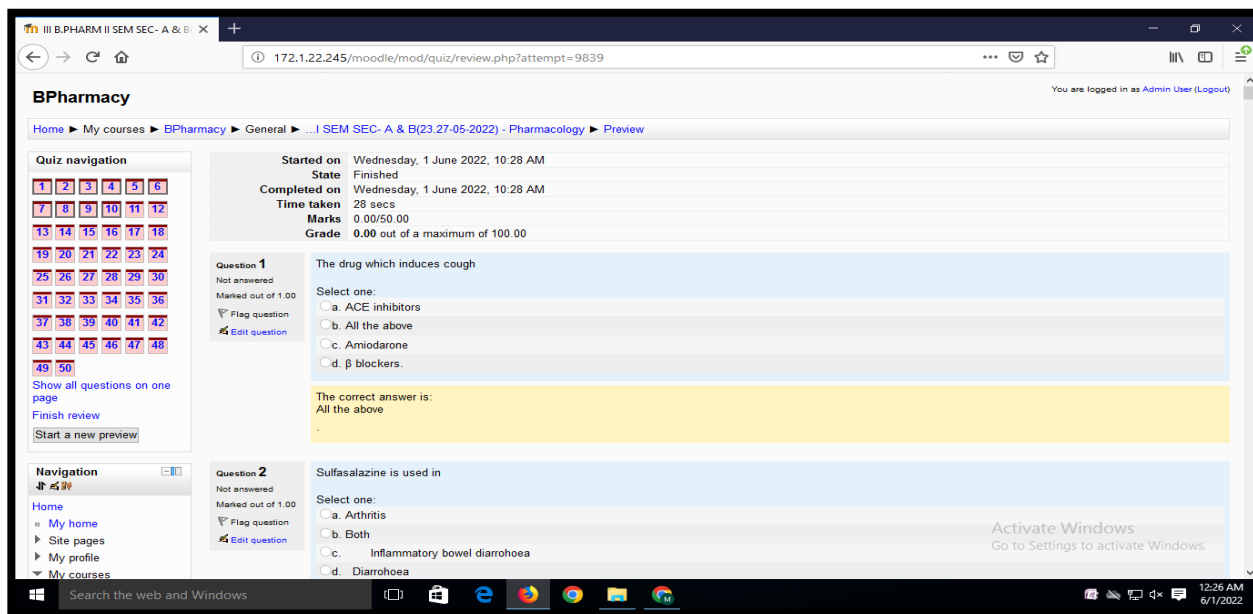 III B.PHARM II SEM SEC- A & B(
172.1.22.245/moodle/mod/quiz/review.php?attempt=9839
BPharmacy
You are logged in as Admin User (Logout)
Home ► My courses ► BPharmacy ► General ► ...I SEM SEC- A & B(23.27-05-2022) - Pharmacology ► Preview
Quiz navigation
1 2 3 4 5 6
7 8 9 10 11 12
13 14 15 16 17 18
19 20 21 22 23 24
25 26 27 28 29 30
31 32 33 34 35 36
37 38 39 40 41 42
43 44 45 46 47 48
49 50
Show all questions on one
page
Finish review
Start a new preview
Started on Wednesday, 1 June 2022, 10:28 AM
State Finished
Completed on Wednesday, 1 June 2022, 10:28 AM
Time taken 28 secs
Marks 0.00/50.00
Grade 0.00 out of a maximum of 100.00
Question 1
Not answered
Marked out of 1.00
Flag question
Edit question
The drug which induces cough
Select one:
a. ACE inhibitors
b. All the above
c. Amiodarone
d. β blockers.
The correct answer is:
All the above
.
Navigation
Home
My home
Site pages
My profile
My courses
Question 2
Not answered
Marked out of 1.00
Flag question
Edit question
Sulfasalazine is used in
Select one:
a. Arthritis
b. Both
c. Inflammatory bowel diarrohoea
d. Diarrohoea
Activate Windows
Go to Settings to activate Windows.
Search the web and Windows
12:26 AM
6/1/2022